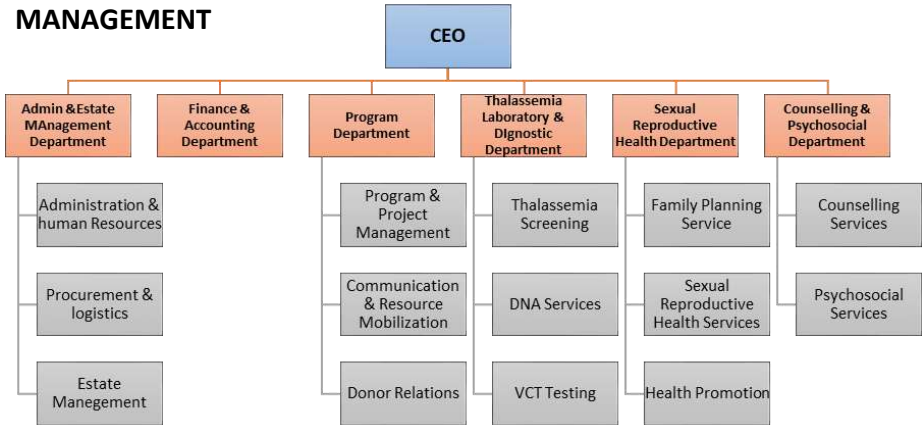 MANAGEMENT
CEO
Admin &Estate
MAnagement
Department
Finance &
Accounting
Department
Program
Department
Thalassemia
Laboratory &
DIgnostic
Department
Sexual
Reproductive
Health Department
Counselling &
Psychosocial
Department
Administration &
human Resources
Procurement &
logistics
Estate
Manegement
Program &
Project
Management
Communication
& Resource
Mobilization
Donor Relations
Thalassemia
Screening
DNA Services
VCT Testing
Family Planning
Service
Sexual
Reproductive
Health Services
Health Promotion
Counselling
Services
Psychosocial
Services